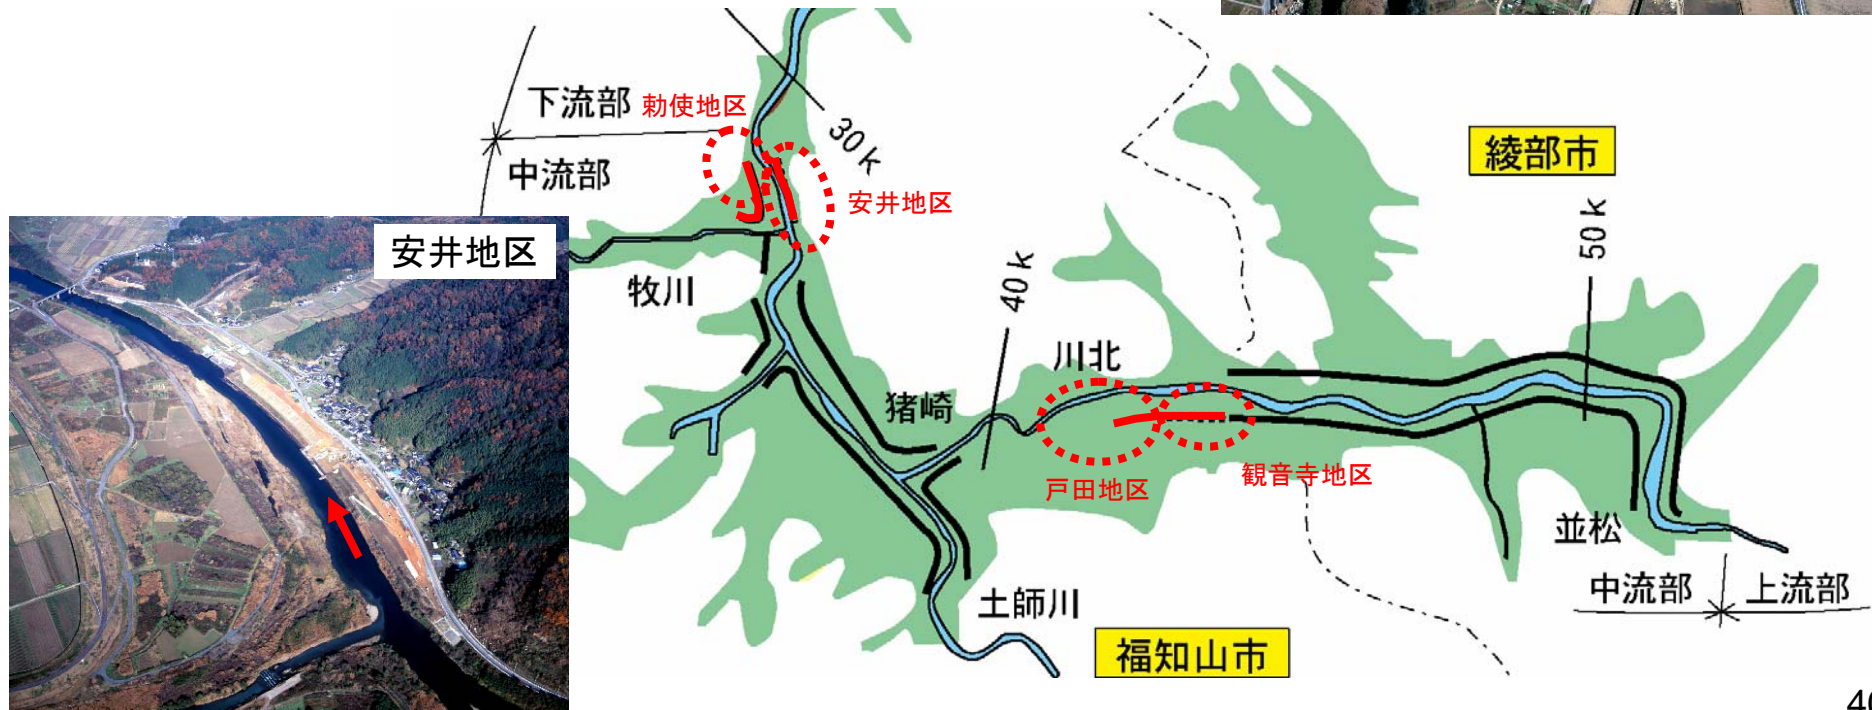 下流部
勅使地区
30k
中流部
綾部市
安井地区
安井地区
50k
牧川
40k
川北
猪崎
戸田地区
観音寺地区
並松
中流部
上流部
土師川
福知山市